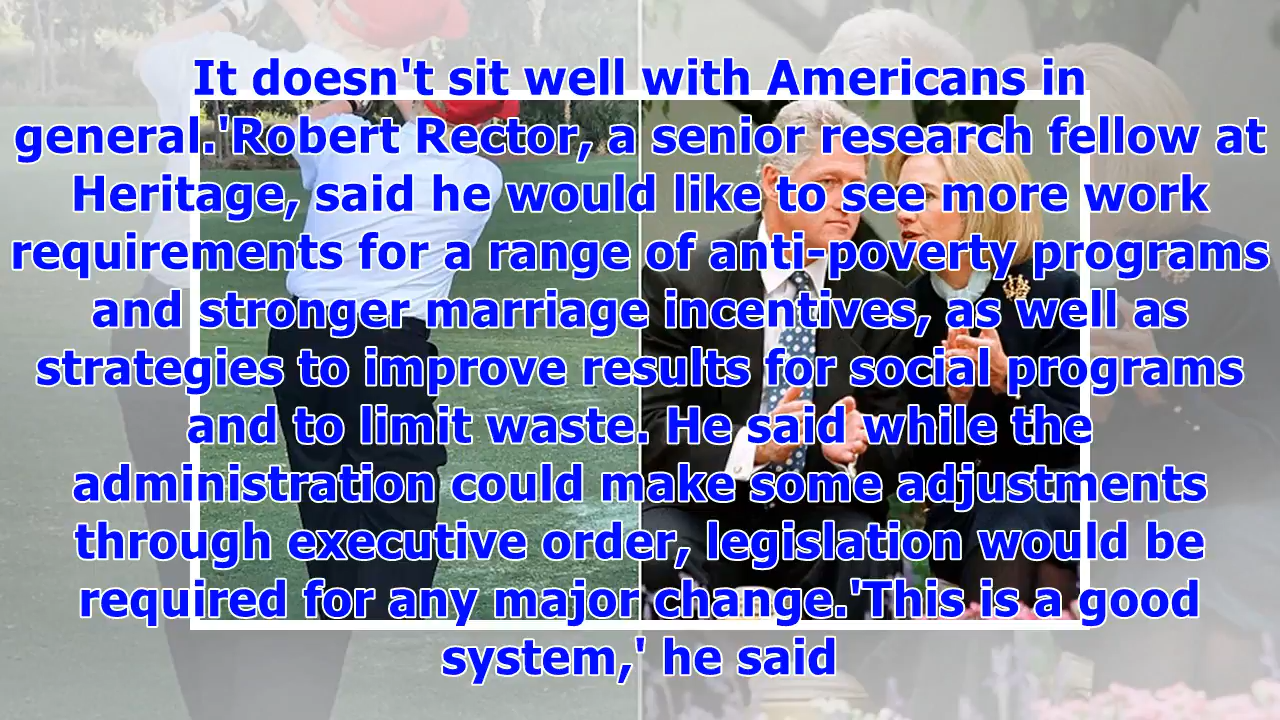 It doesn't sit well with Americans in
general.'Robert Rector, a senior research fellow at
Heritage, said he would like to see more work
requirements for a range of anti-poverty programs
and stronger marriage incentives, as well as
strategies to improve results for social programs
and to limit waste. He said while the
administration could make some adjustments
through executive order, legislation would be
required for any major change.'This is a good
system,' he said